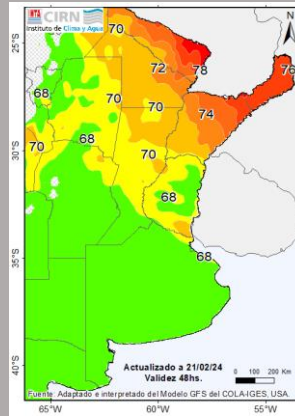 INTA CIRN
Instituto de Clima y Agua
N
25°S
30°S
35°S
40°S
70
72
78
76
68
70
70
74
68
70
70
68
68
Actualizado a 21/02/24
Validez 48hs.
0 100 200 Km
Fuente: Adaptado e interpretado del Modelo GFS del COLA-IGES, USA.
65°W
60°W
55°W